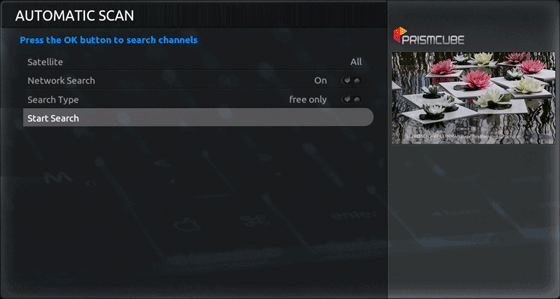 AUTOMATIC SCAN
PRISMCUBE
Press the OK button to search channels
Satellite All
Network Search On
Search Type free only
Start Search